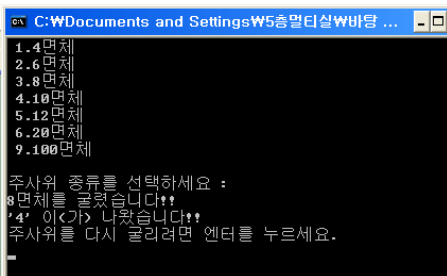 C:₩Documents and Settings₩5층멀티실₩바탕 ...
1.4면체
2.6면체
3.8면체
4.10면체
5.12면체
6.20면체
9.100면체
주사위 종류를 선택하세요 :
8면체를 굴렸습니다!!
'4' 이(가) 나왔습니다!!
주사위를 다시 굴리려면 엔터를 누르세요.